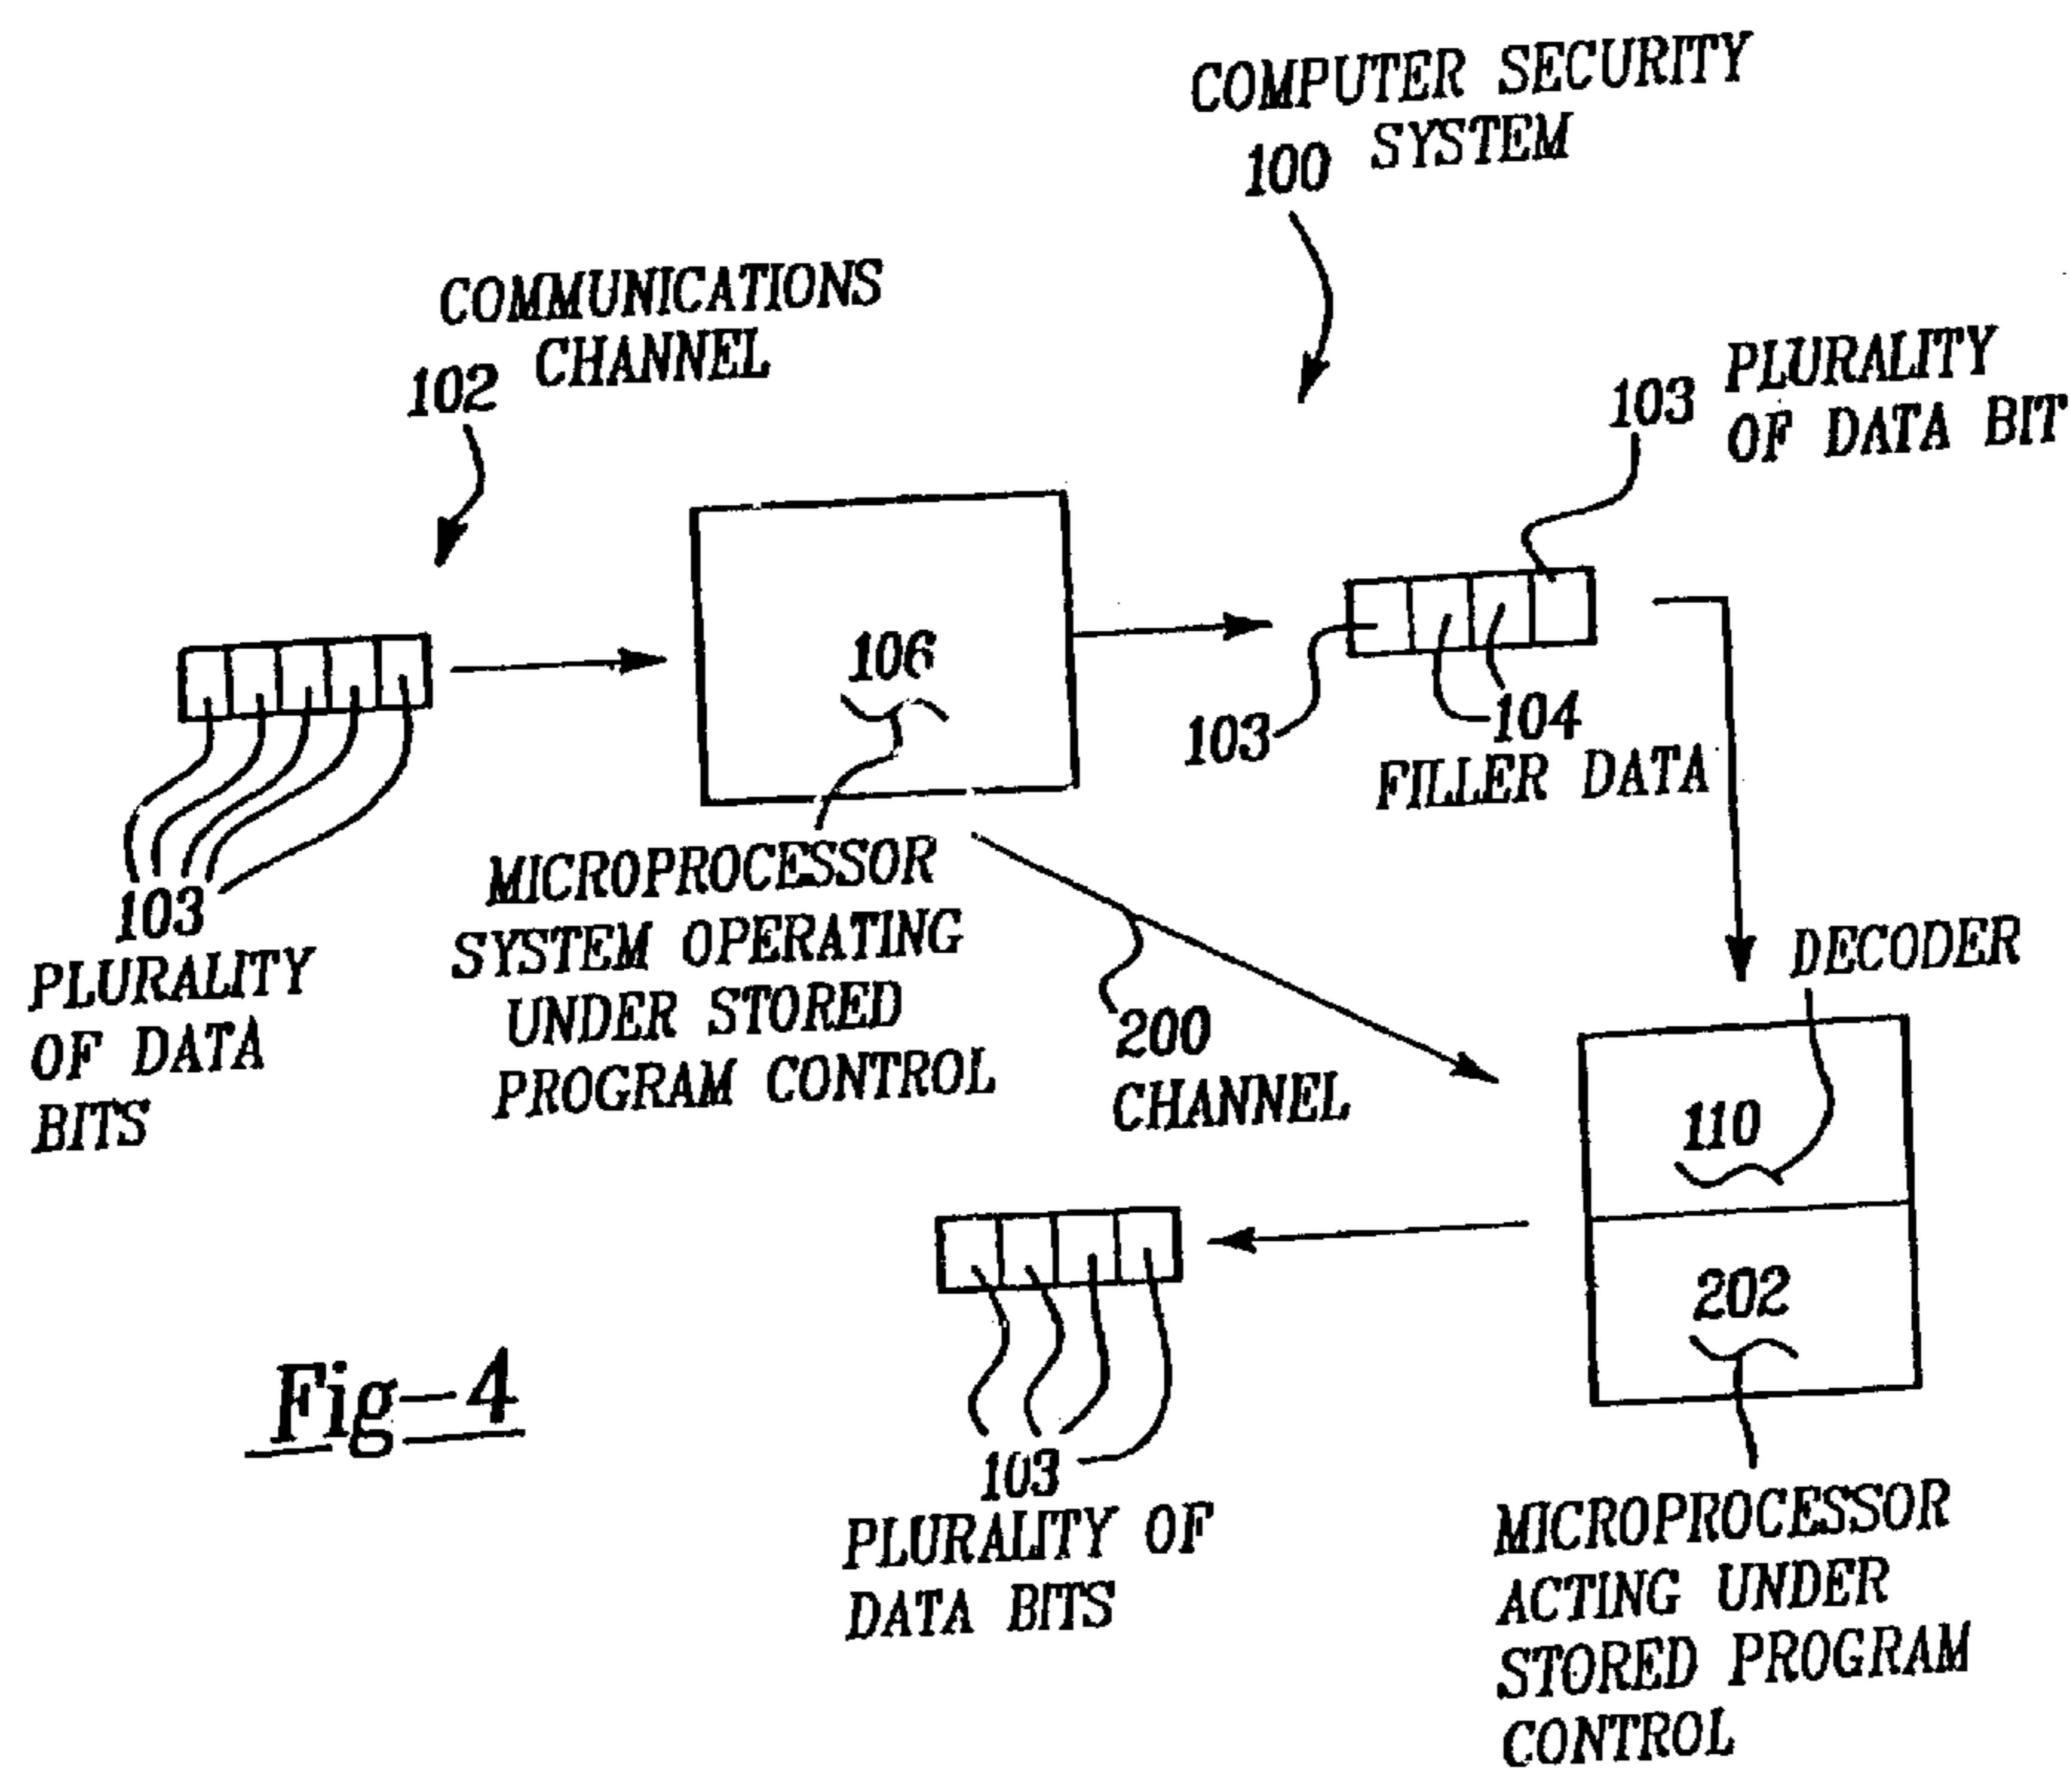 COMPUTER SECURITY
100 SYSTEM
COMMUNICATIONS
102 CHANNEL
103 PLURALITY
OF DATA BIT
106
103
104
FILLER DATA
103
PLURALITY
OF DATA
BITS
MICROPROCESSOR
SYSTEM OPERATING
UNDER STORED
PROGRAM CONTROL
200
CHANNEL
DECODER
110
202
103
PLURALITY OF
DATA BITS
MICROPROCESSOR
ACTING UNDER
STORED PROGRAM
CONTROL
Fig-4